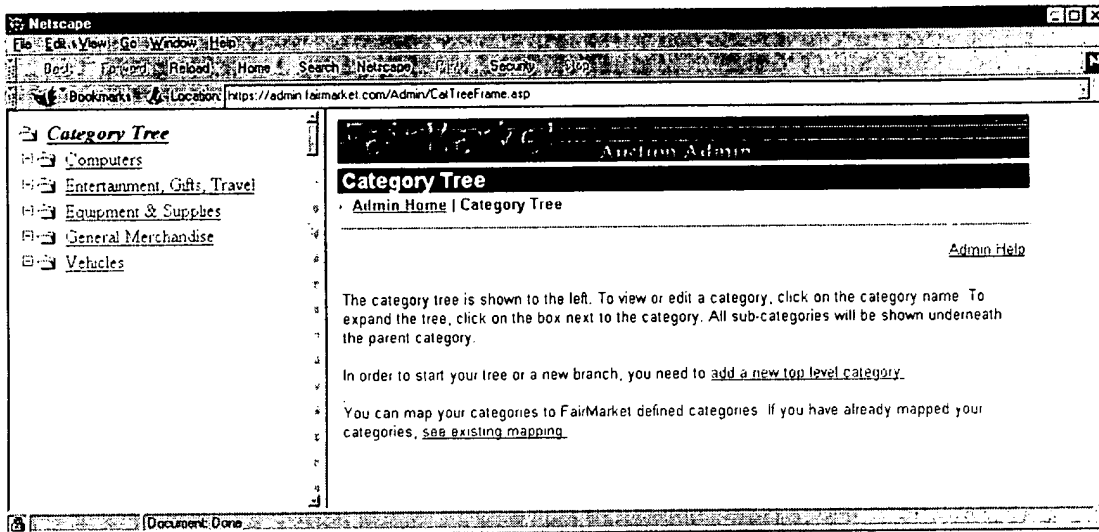 Netscape
File Edit View Go Window Help
Back Forward Reload Home Search Netscape Print Security Stop
Bookmarks Location: https://admin.fairmarket.com/Admin/CatTreeFrame.asp
Category Tree
Computers
Entertainment, Gifts, Travel
Equipment & Supplies
General Merchandise
Vehicles
Auction Admin
Category Tree
Admin Home | Category Tree
Admin Help
The category tree is shown to the left. To view or edit a category, click on the category name. To
expand the tree, click on the box next to the category. All sub-categories will be shown underneath
the parent category.
In order to start your tree or a new branch, you need to add a new top level category.
You can map your categories to FairMarket defined categories. If you have already mapped your
categories, see existing mapping.
Document: Done